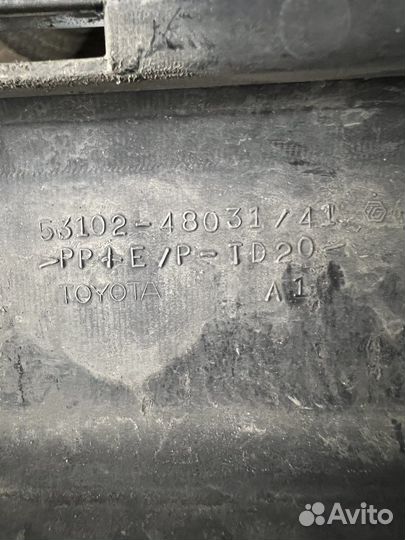 53102-48031/41
>PP+E/P-TD20<
TOYOTA A1
Avito